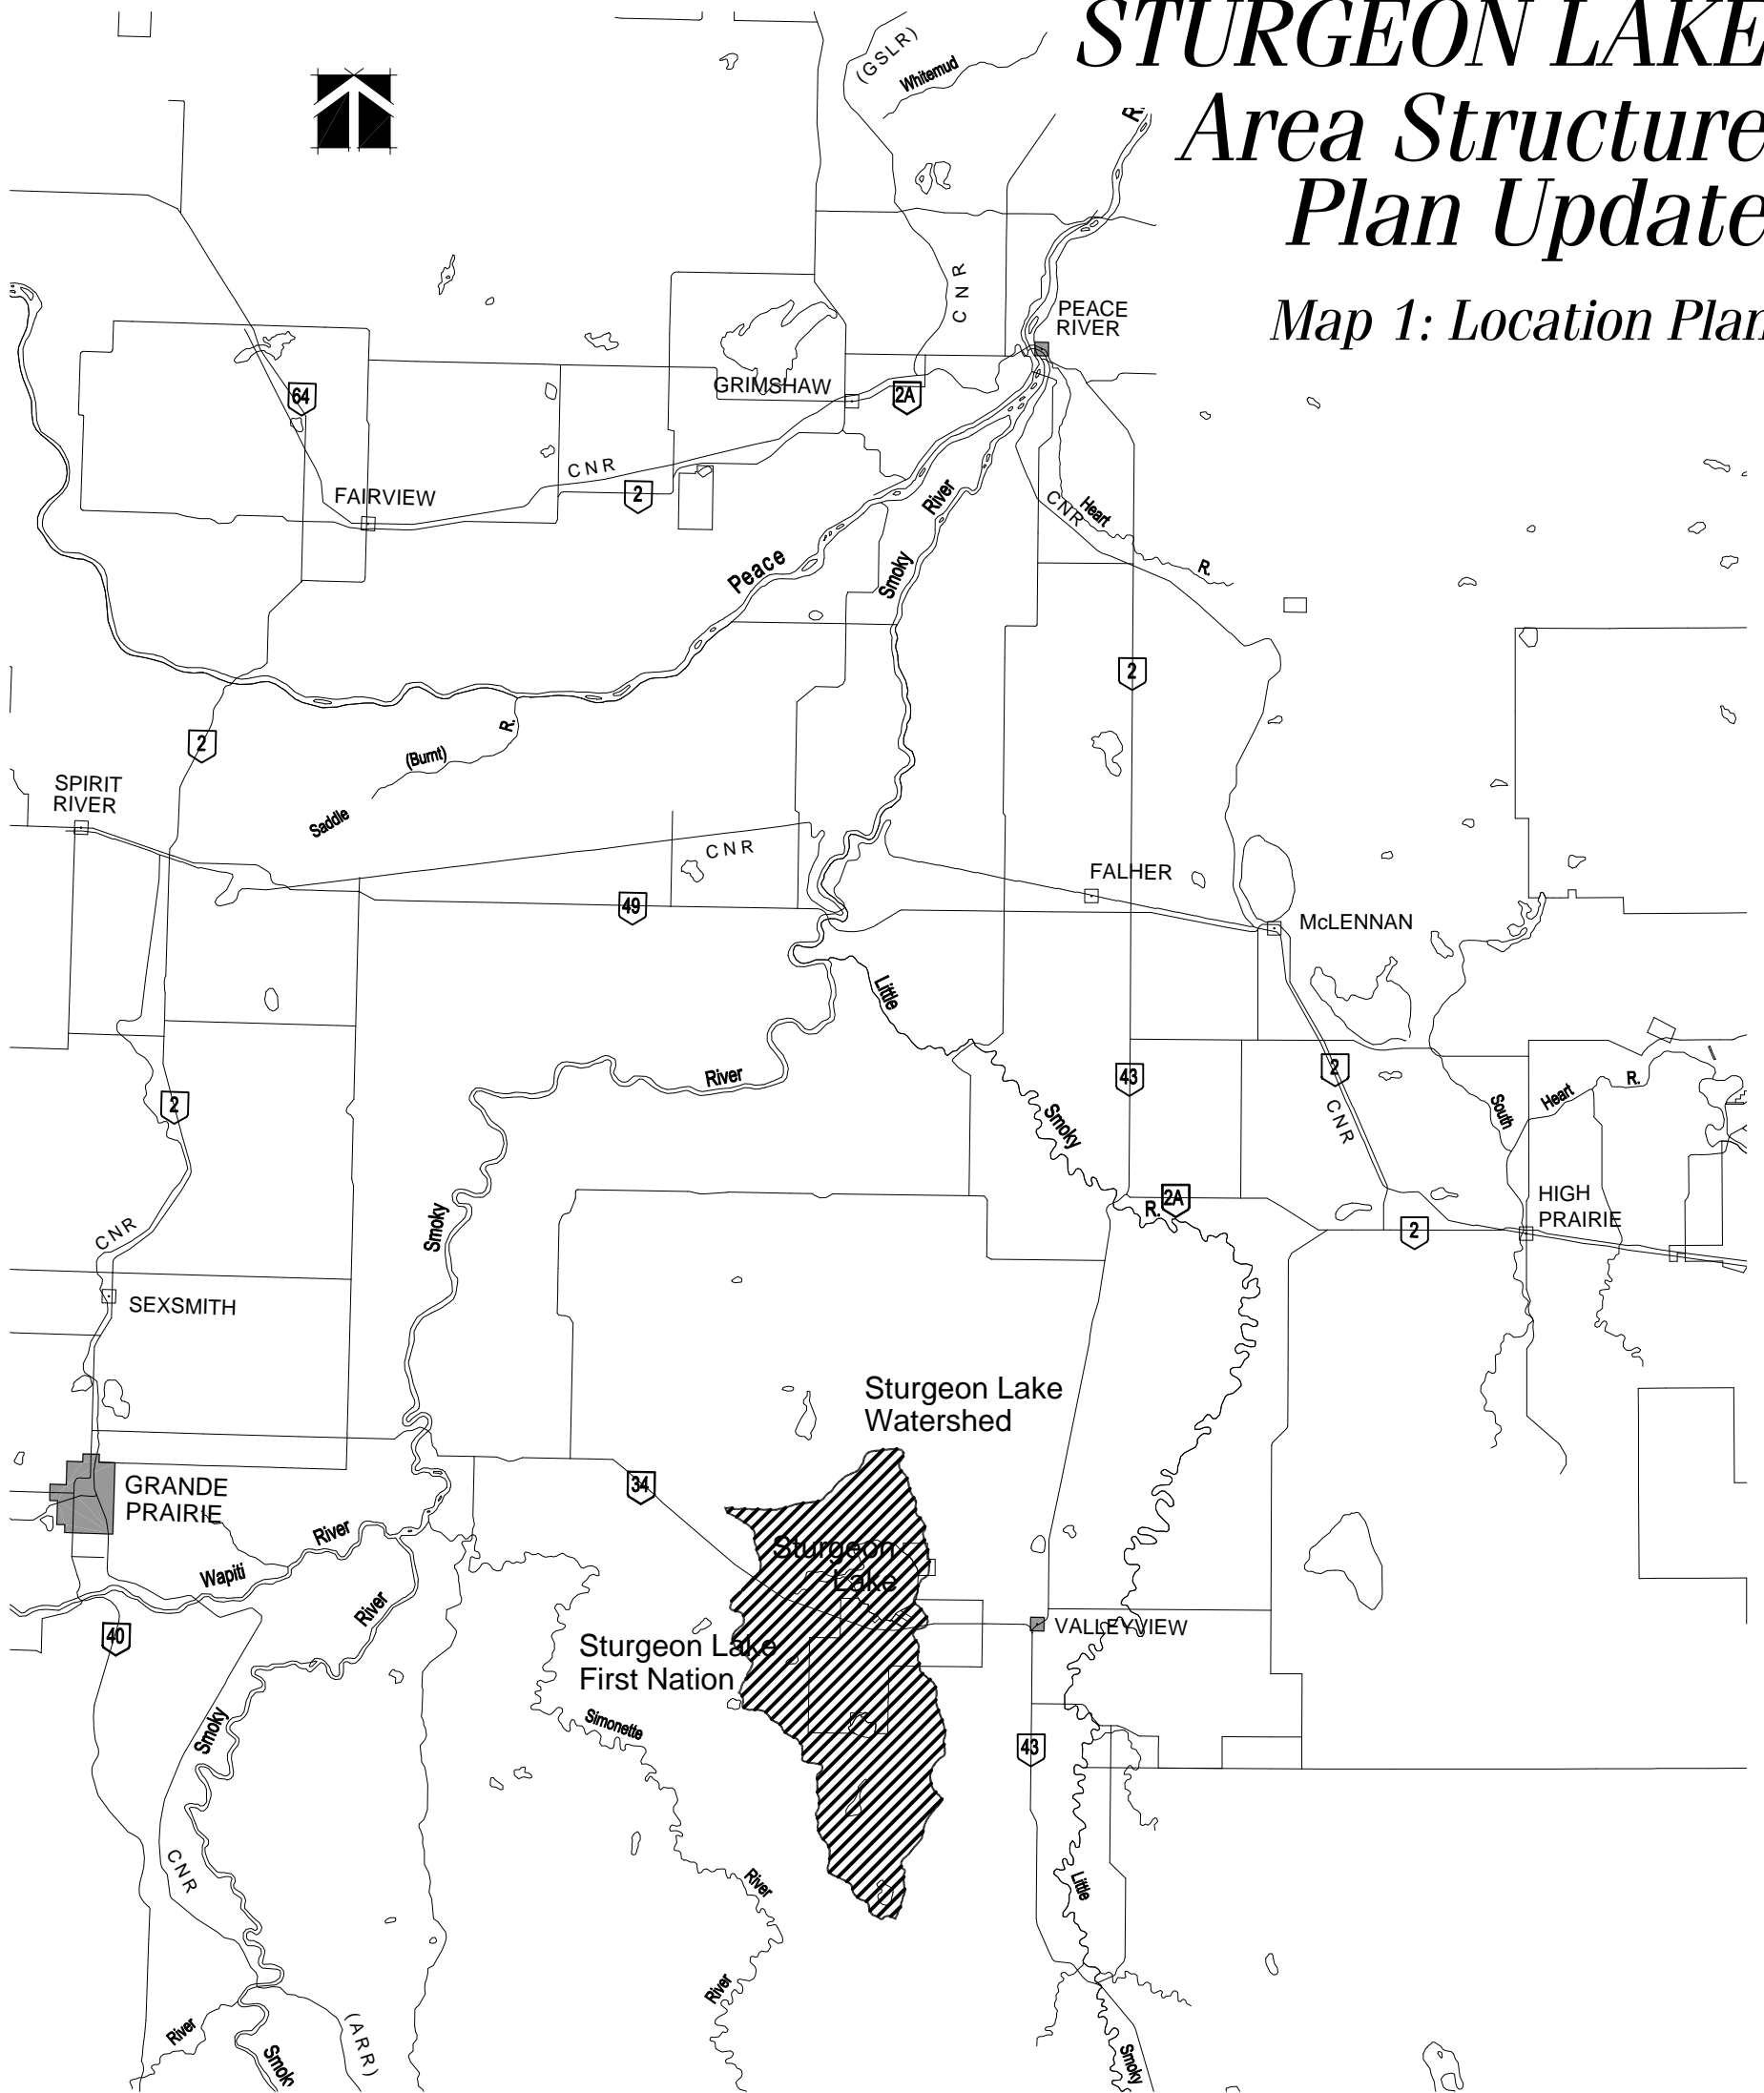 STURGEON LAKE
Area Structure
Plan Update
Map 1: Location Plan
(GSLR)
Whitemud
R.
CNR
PEACE
RIVER
GRIMSHAW
2A
64
CNR
2
FAIRVIEW
River
Smoky
Peace
CNR
Heart
R.
2
2
(Burnt)
R.
Saddle
SPIRIT
RIVER
CNR
49
FALHER
McLENNAN
Little
River
Smoky
43
2
CNR
South
Heart
R.
2
CNR
Smoky
R.
2A
2
HIGH
PRAIRIE
SEXSMITH
Sturgeon Lake
Watershed
34
GRANDE
PRAIRIE
River
Wapiti
River
Sturgeon
Lake
40
Sturgeon Lake
First Nation
VALLEYVIEW
Simonette
Smoky
43
CNR
River
Little
River
River
Smok
(ARR)
Smoky